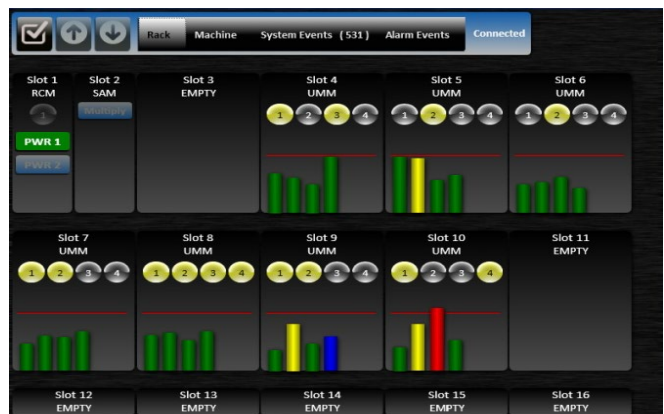 Rack Machine System Events (531) Alarm Events Connected
Slot 1 Slot 2 Slot 3 Slot 4 Slot 5 Slot 6
RCM SAM EMPTY UMM UMM UMM
1 Multiply 1 2 3 4 1 2 3 4 1 2 3 4
PWR 1
PWR 2
Slot 7 Slot 8 Slot 9 Slot 10 Slot 11
UMM UMM UMM UMM EMPTY
1 2 3 4 1 2 3 4 1 2 3 4 1 2 3 4
Slot 12 Slot 13 Slot 14 Slot 15 Slot 16
EMPTY EMPTY EMPTY EMPTY EMPTY